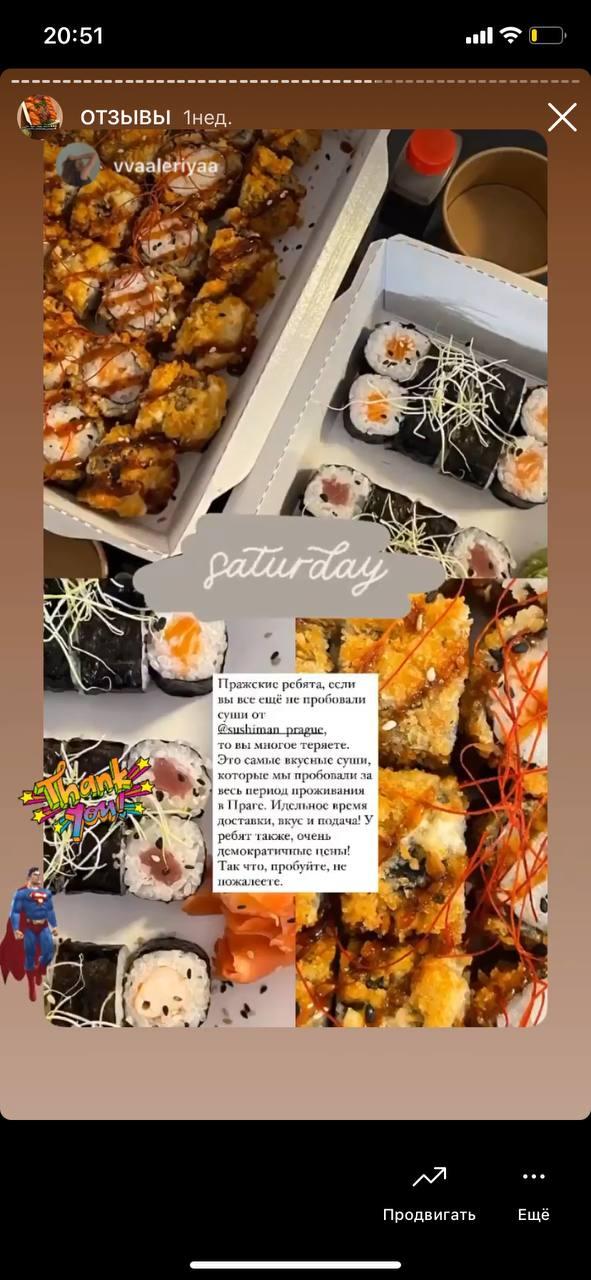 20:51
ОТЗЫВЫ 1нед.
vvaaleriyaa
saturday
Пражские ребята, если
вы все ещё не пробовали
суши от
@sushiman_prague,
то вы многое теряете.
Это самые вкусные суши,
которые мы пробовали за
весь период проживания
в Праге. Идельное время
доставки, вкус и подача! У
ребят также, очень
демократичные цены!
Так что, пробуйте, не
пожалеете.
Thank
You!
Продвигать
Ещё